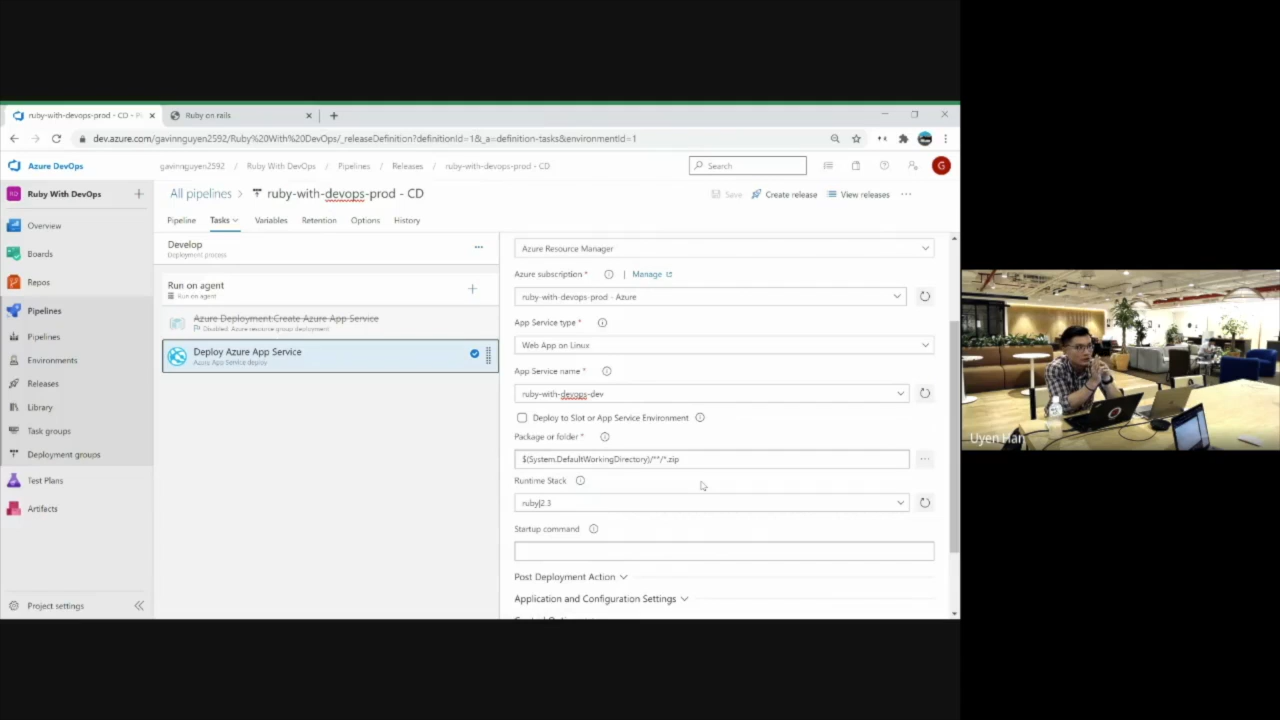 ruby-with-devops-prod - CD - Pi
Ruby on rails
dev.azure.com/gavinnguyen2592/Ruby%20With%20DevOps/_releaseDefinition?definitionId=1&_a=definition-tasks&environmentId=1
Azure DevOps
gavinnguyen2592 / Ruby With DevOps / Pipelines / Releases / ruby-with-devops-prod - CD
Search
G
Ruby With DevOps
Overview
Boards
Repos
Pipelines
Pipelines
Environments
Releases
Library
Task groups
Deployment groups
Test Plans
Artifacts
Project settings
All pipelines > ruby-with-devops-prod - CD
Save
Create release
View releases
Pipeline
Tasks
Variables
Retention
Options
History
Develop
Deployment process
Run on agent
Run on agent
Azure Deployment:Create Azure App Service
Disabled: Azure resource group deployment
Deploy Azure App Service
Azure App Service deploy
Azure Resource Manager
Azure subscription * | Manage
ruby-with-devops-prod - Azure
App Service type *
Web App on Linux
App Service name *
ruby-with-devops-dev
Deploy to Slot or App Service Environment
Package or folder *
$(System.DefaultWorkingDirectory)/**/*.zip
Runtime Stack
ruby|2.3
Startup command
Post Deployment Action
Application and Configuration Settings
Uyen Han